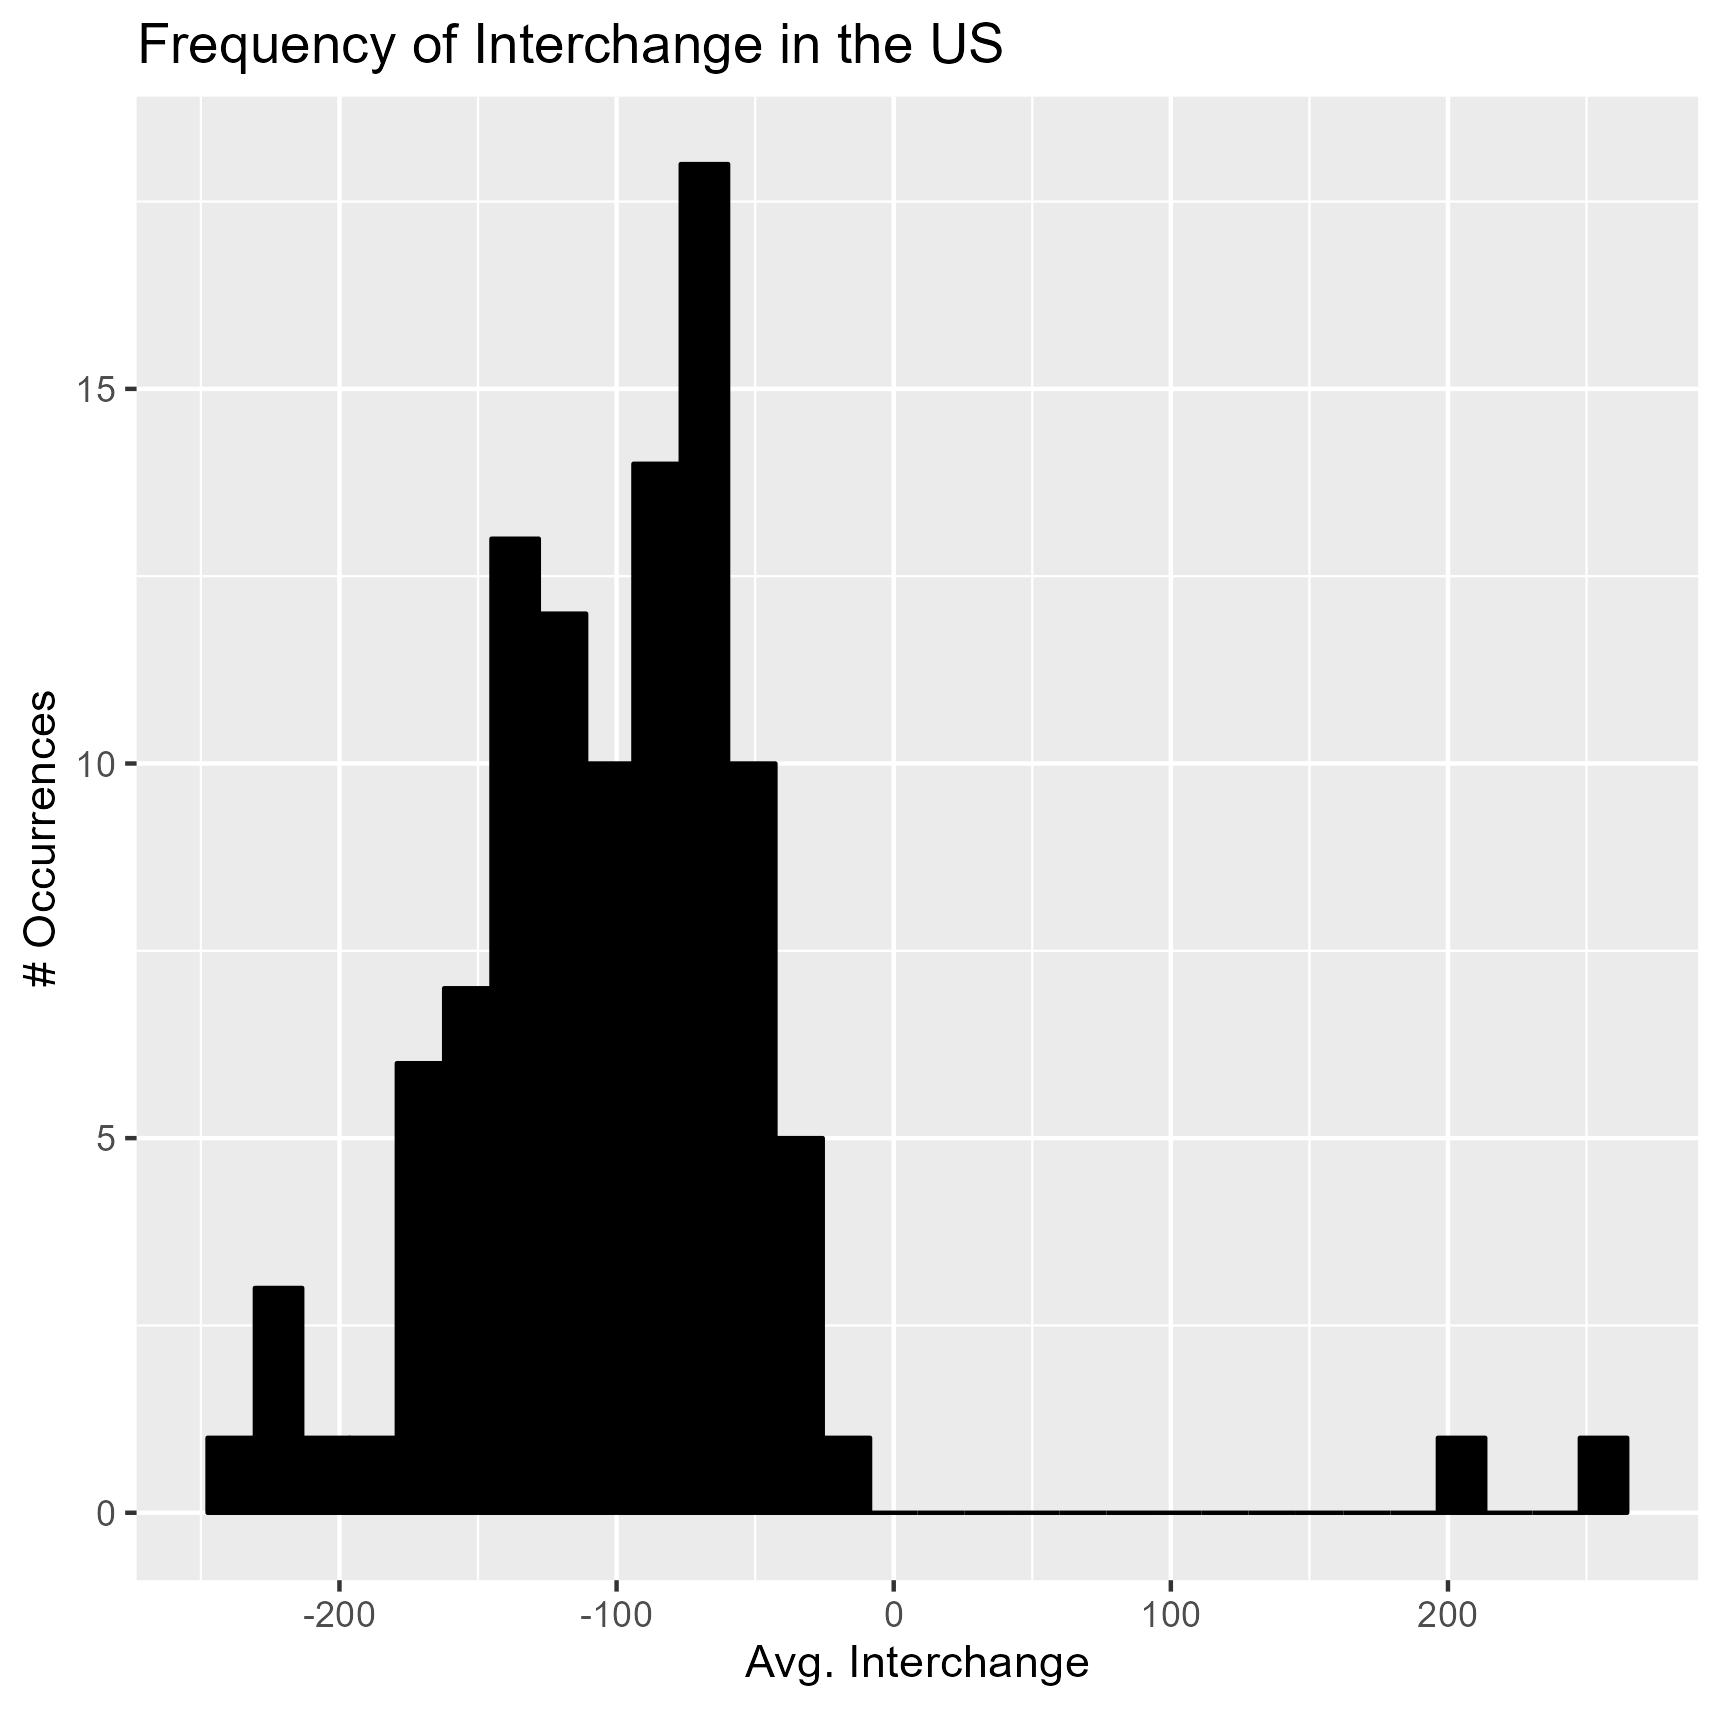 Frequency of Interchange in the US
# Occurrences
15
10
5
0
-200 -100 0 100 200
Avg. Interchange